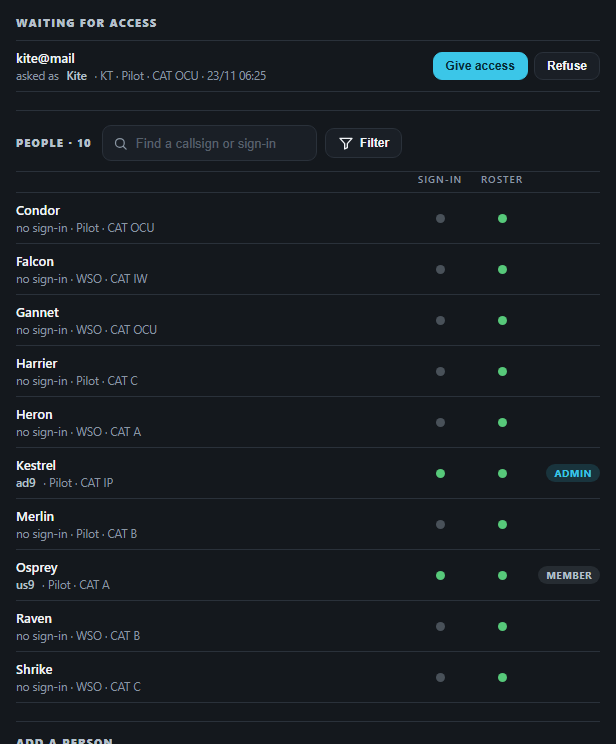 WAITING FOR ACCESS
kite@mail
asked as Kite · KT · Pilot · CAT OCU · 23/11 06:25
Give access
Refuse
PEOPLE · 10
Find a callsign or sign-in
Filter
SIGN-IN ROSTER
Condor
no sign-in · Pilot · CAT OCU
Falcon
no sign-in · WSO · CAT IW
Gannet
no sign-in · WSO · CAT OCU
Harrier
no sign-in · Pilot · CAT C
Heron
no sign-in · WSO · CAT A
Kestrel
ad9 · Pilot · CAT IP
ADMIN
Merlin
no sign-in · Pilot · CAT B
Osprey
us9 · Pilot · CAT A
MEMBER
Raven
no sign-in · WSO · CAT B
Shrike
no sign-in · WSO · CAT C
ADD A PERSON